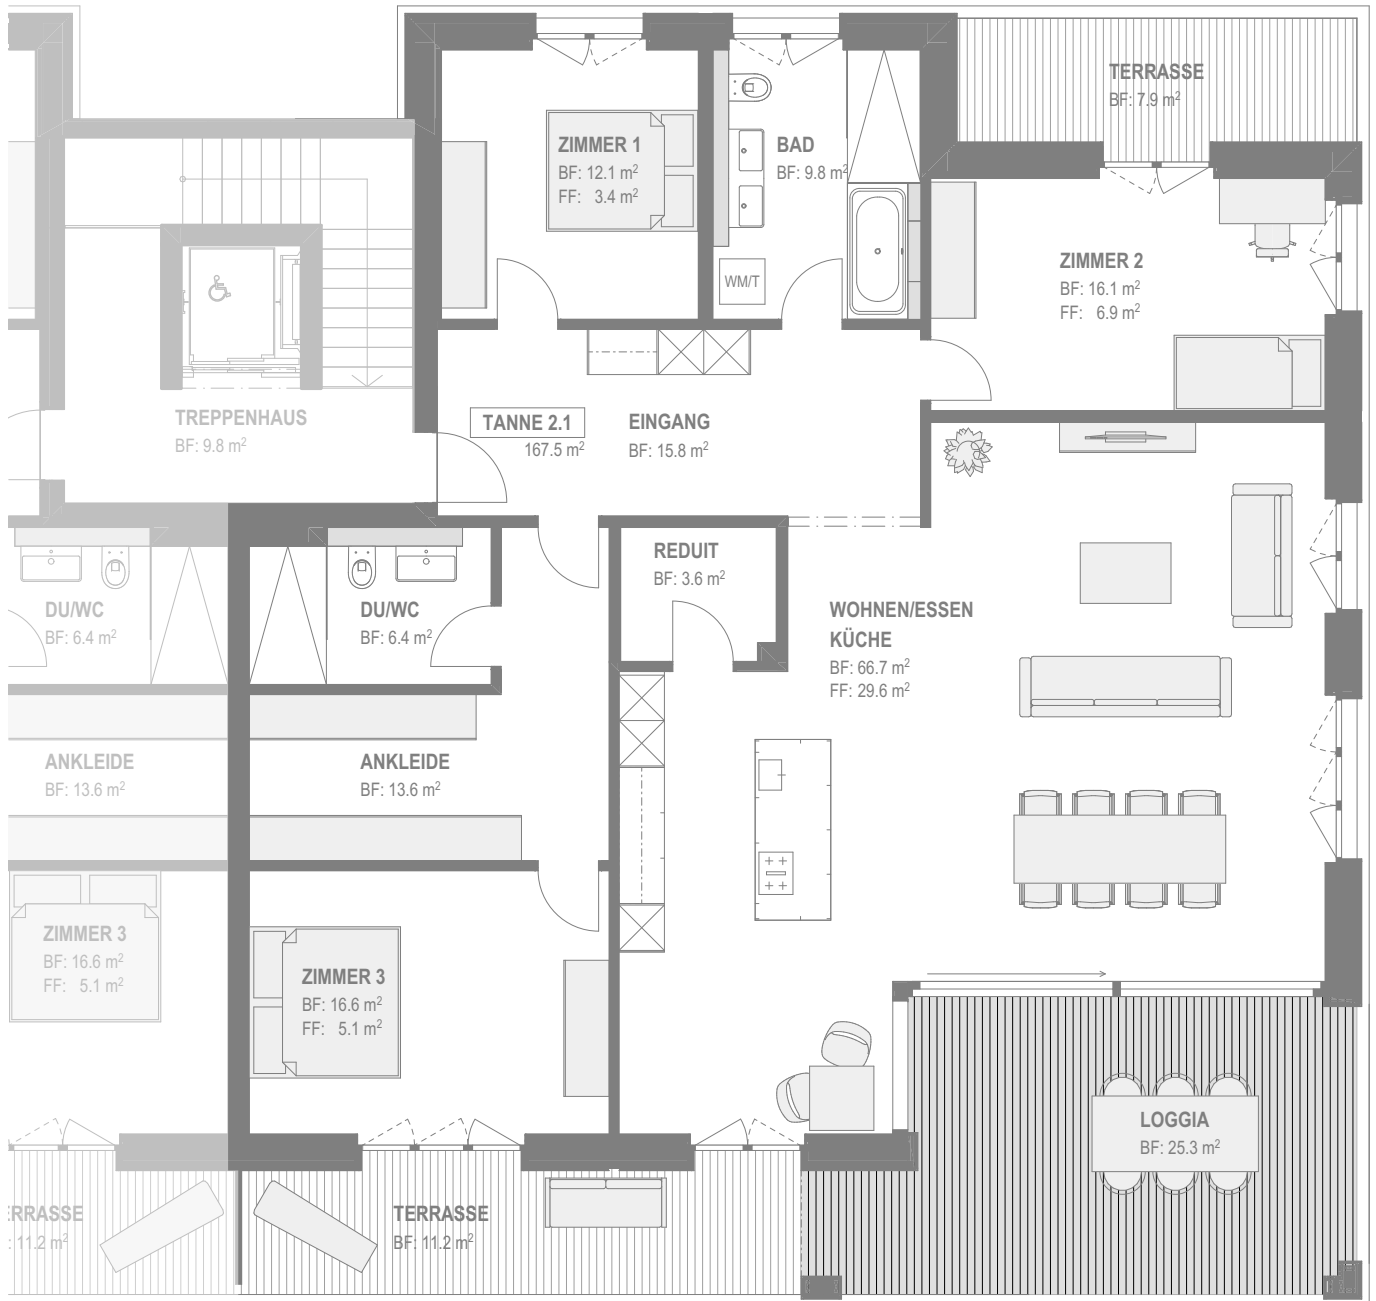 TERRASSE
BF: 7.9 m²
ZIMMER 1
BF: 12.1 m²
FF: 3.4 m²
BAD
BF: 9.8 m²
WM/T
ZIMMER 2
BF: 16.1 m²
FF: 6.9 m²
TREPPENHAUS
BF: 9.8 m²
TANNE 2.1
167.5 m²
EINGANG
BF: 15.8 m²
REDUIT
BF: 3.6 m²
DU/WC
BF: 6.4 m²
DU/WC
BF: 6.4 m²
WOHNEN/ESSEN
KÜCHE
BF: 66.7 m²
FF: 29.6 m²
ANKLEIDE
BF: 13.6 m²
ANKLEIDE
BF: 13.6 m²
ZIMMER 3
BF: 16.6 m²
FF: 5.1 m²
ZIMMER 3
BF: 16.6 m²
FF: 5.1 m²
LOGGIA
BF: 25.3 m²
ERRASSE
: 11.2 m²
TERRASSE
BF: 11.2 m²